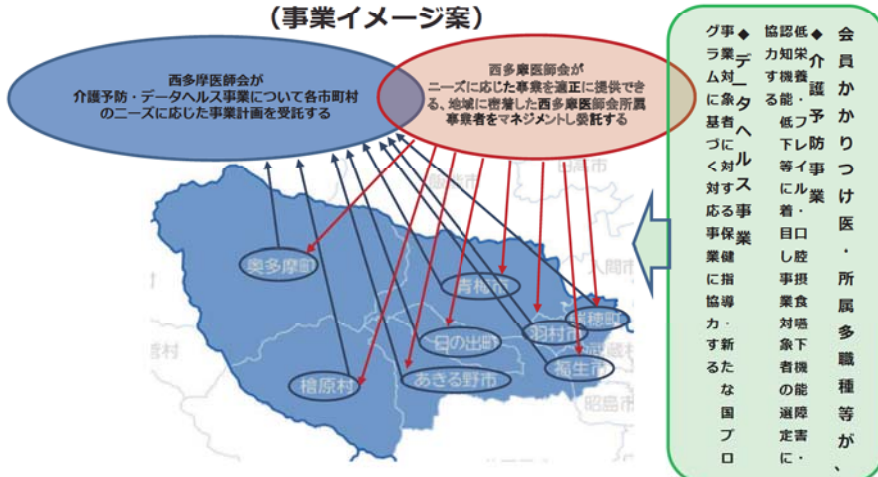 (事業イメージ案)
西多摩医師会が
介護予防・データヘルス事業について各市町村
のニーズに応じた事業計画を受託する
西多摩医師会が
ニーズに応じた事業を適正に提供でき
る、地域に密着した西多摩医師会所属
事業者をマネジメントし委託する
会員かかりつけ医・所属多職種等が、
◆介護予防事業
低栄養・フレイル・口腔摂食嚥下機能障害・
認知機能低下等に着目し事業対象者の選定に
協力する
◆データヘルス事業
事業対象者に対する保健指導・新たな国プロ
グラムに基づく対応事業に協力する
奥多摩町
青梅市
瑞穂町
羽村市
日の出町
福生市
檜原村
あきる野市
飯能市
入間市
昭島市